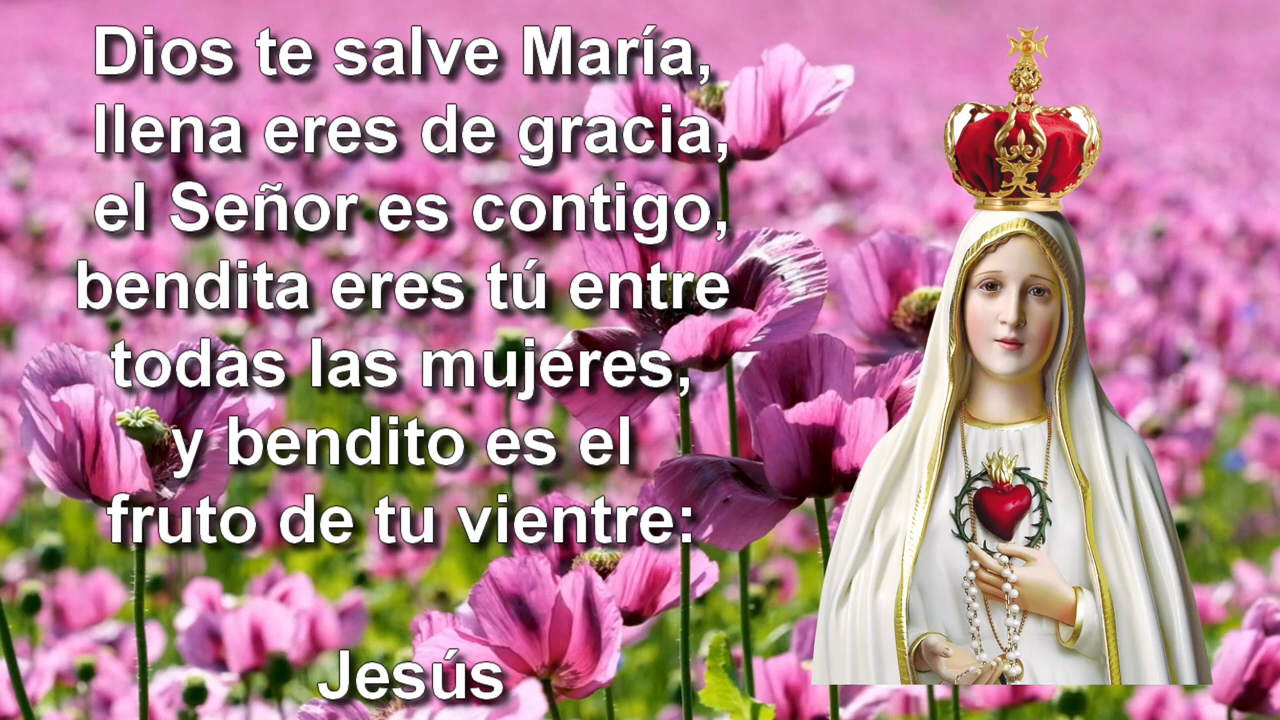 Dios te salve María,
llena eres de gracia,
el Señor es contigo,
bendita eres tú entre
todas las mujeres,
y bendito es el
fruto de tu vientre:
Jesús